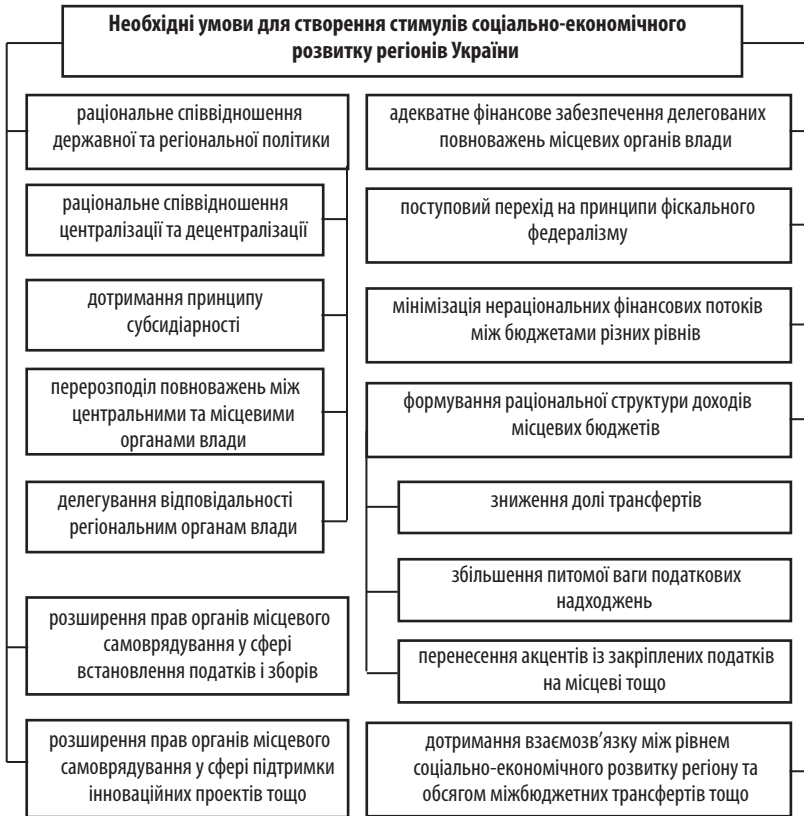 Необхідні умови для створення стимулів соціально-економічного
розвитку регіонів України
раціональне співвідношення
державної та регіональної політики
раціональне співвідношення
централізації та децентралізації
дотримання принципу
субсидіарності
перерозподіл повноважень між
центральними та місцевими
органами влади
делегування відповідальності
регіональним органам влади
розширення прав органів місцевого
самоврядування у сфері
встановлення податків і зборів
розширення прав органів місцевого
самоврядування у сфері підтримки
інноваційних проектів тощо
адекватне фінансове забезпечення делегованих
повноважень місцевих органів влади
поступовий перехід на принципи фіскального
федералізму
мінімізація нераціональних фінансових потоків
між бюджетами різних рівнів
формування раціональної структури доходів
місцевих бюджетів
зниження долі трансфертів
збільшення питомої ваги податкових
надходжень
перенесення акцентів із закріплених податків
на місцеві тощо
дотримання взаємозв'язку між рівнем
соціально-економічного розвитку регіону та
обсягом міжбюджетних трансфертів тощо